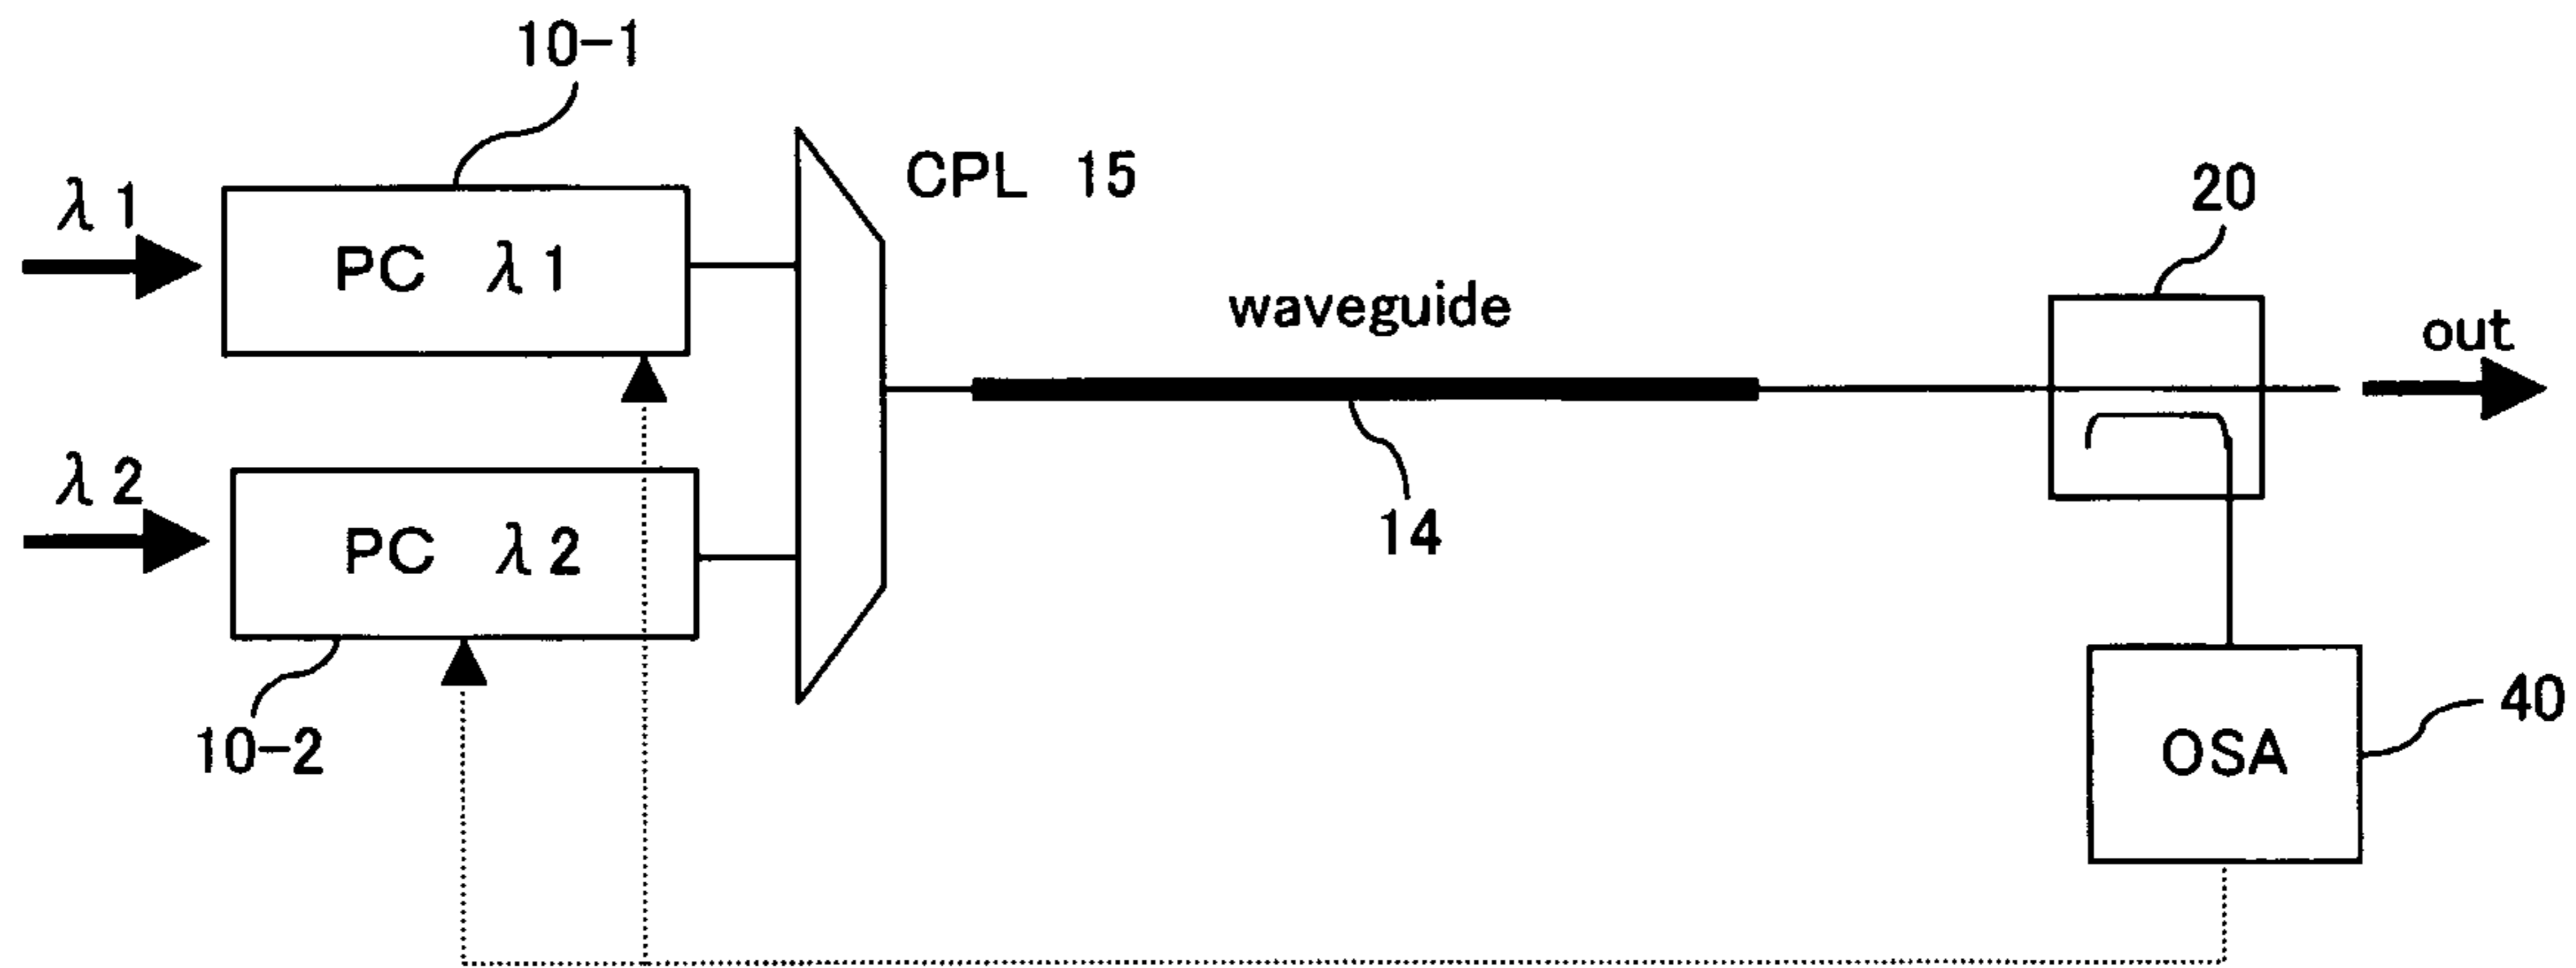 10-1
λ1
PC λ1
CPL 15
20
waveguide
out
λ2
PC λ2
14
10-2
40
OSA